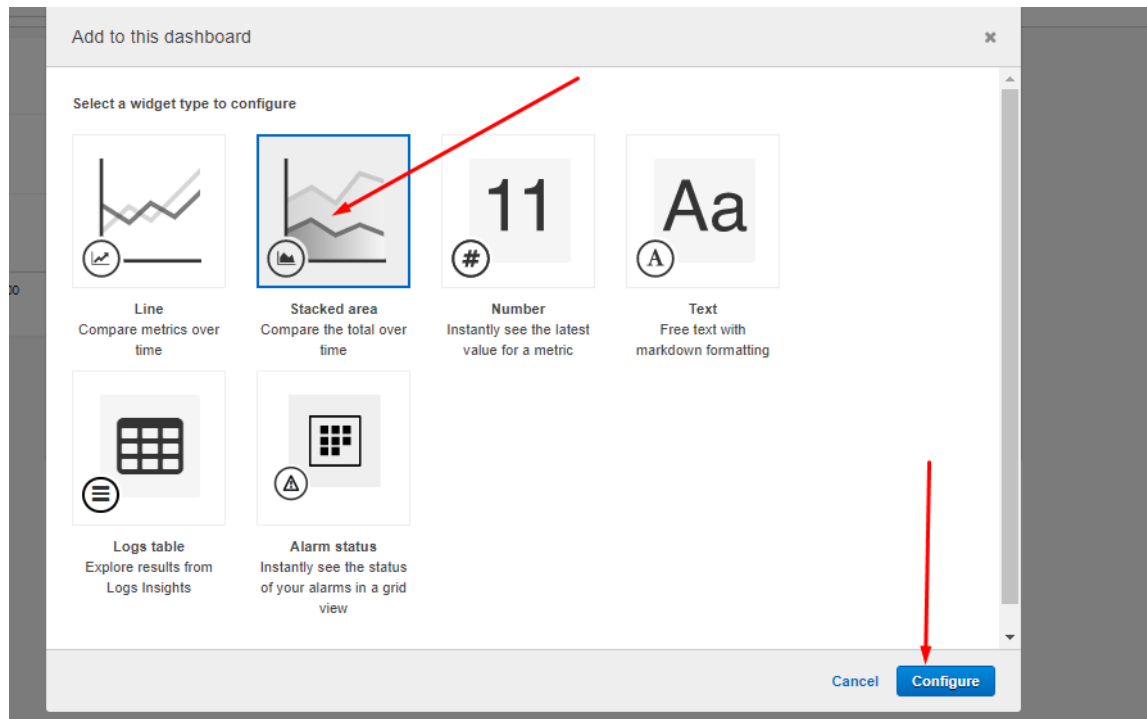 Add to this dashboard
Select a widget type to configure
11
#
Aa
A
Line
Compare metrics over
time
Stacked area
Compare the total over
time
Number
Instantly see the latest
value for a metric
Text
Free text with
markdown formatting
Logs table
Explore results from
Logs Insights
Alarm status
Instantly see the status
of your alarms in a grid
view
Cancel
Configure